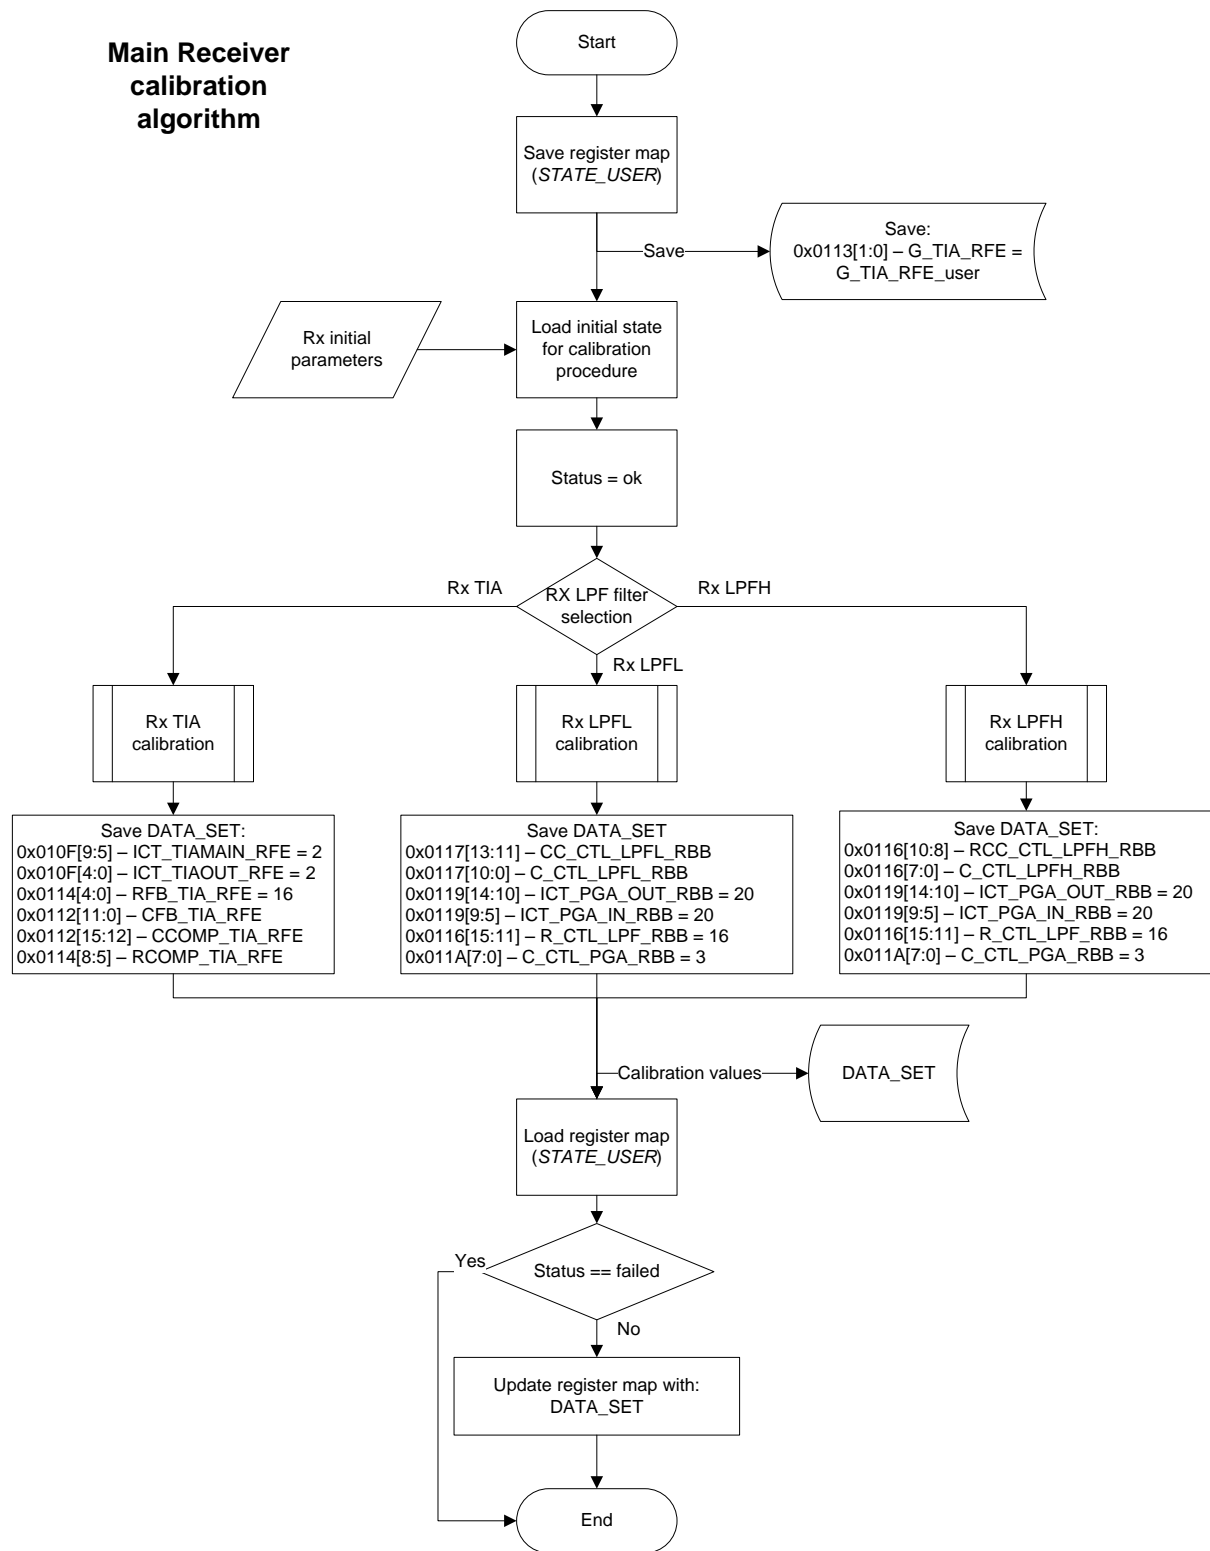 Main Receiver
calibration
algorithm
Start
Save register map
(STATE_USER)
Save
Save:
0x0113[1:0] – G_TIA_RFE =
G_TIA_RFE_user
Rx initial
parameters
Load initial state
for calibration
procedure
Status = ok
RX LPF filter
selection
Rx TIA
Rx LPFH
Rx LPFL
Rx TIA
calibration
Rx LPFL
calibration
Rx LPFH
calibration
Save DATA_SET:
0x010F[9:5] – ICT_TIAMAIN_RFE = 2
0x010F[4:0] – ICT_TIAOUT_RFE = 2
0x0114[4:0] – RFB_TIA_RFE = 16
0x0112[11:0] – CFB_TIA_RFE
0x0112[15:12] – CCOMP_TIA_RFE
0x0114[8:5] – RCOMP_TIA_RFE
Save DATA_SET
0x0117[13:11] – CC_CTL_LPFL_RBB
0x0117[10:0] – C_CTL_LPFL_RBB
0x0119[14:10] – ICT_PGA_OUT_RBB = 20
0x0119[9:5] – ICT_PGA_IN_RBB = 20
0x0116[15:11] – R_CTL_LPF_RBB = 16
0x011A[7:0] – C_CTL_PGA_RBB = 3
Save DATA_SET:
0x0116[10:8] – RCC_CTL_LPFH_RBB
0x0116[7:0] – C_CTL_LPFH_RBB
0x0119[14:10] – ICT_PGA_OUT_RBB = 20
0x0119[9:5] – ICT_PGA_IN_RBB = 20
0x0116[15:11] – R_CTL_LPF_RBB = 16
0x011A[7:0] – C_CTL_PGA_RBB = 3
Calibration values
DATA_SET
Load register map
(STATE_USER)
Yes
Status == failed
No
Update register map with:
DATA_SET
End